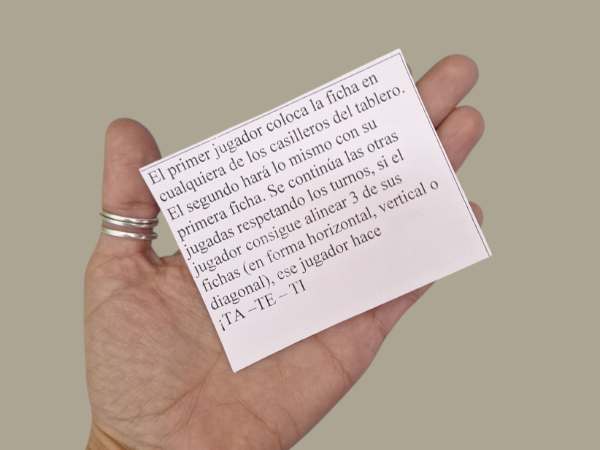 El primer jugador coloca la ficha en
cualquiera de los casilleros del tablero.
El segundo hará lo mismo con su
primera ficha. Se continúa las otras
jugadas respetando los turnos, si el
jugador consigue alinear 3 de sus
fichas (en forma horizontal, vertical o
diagonal), ese jugador hace
¡TA –TE – TI